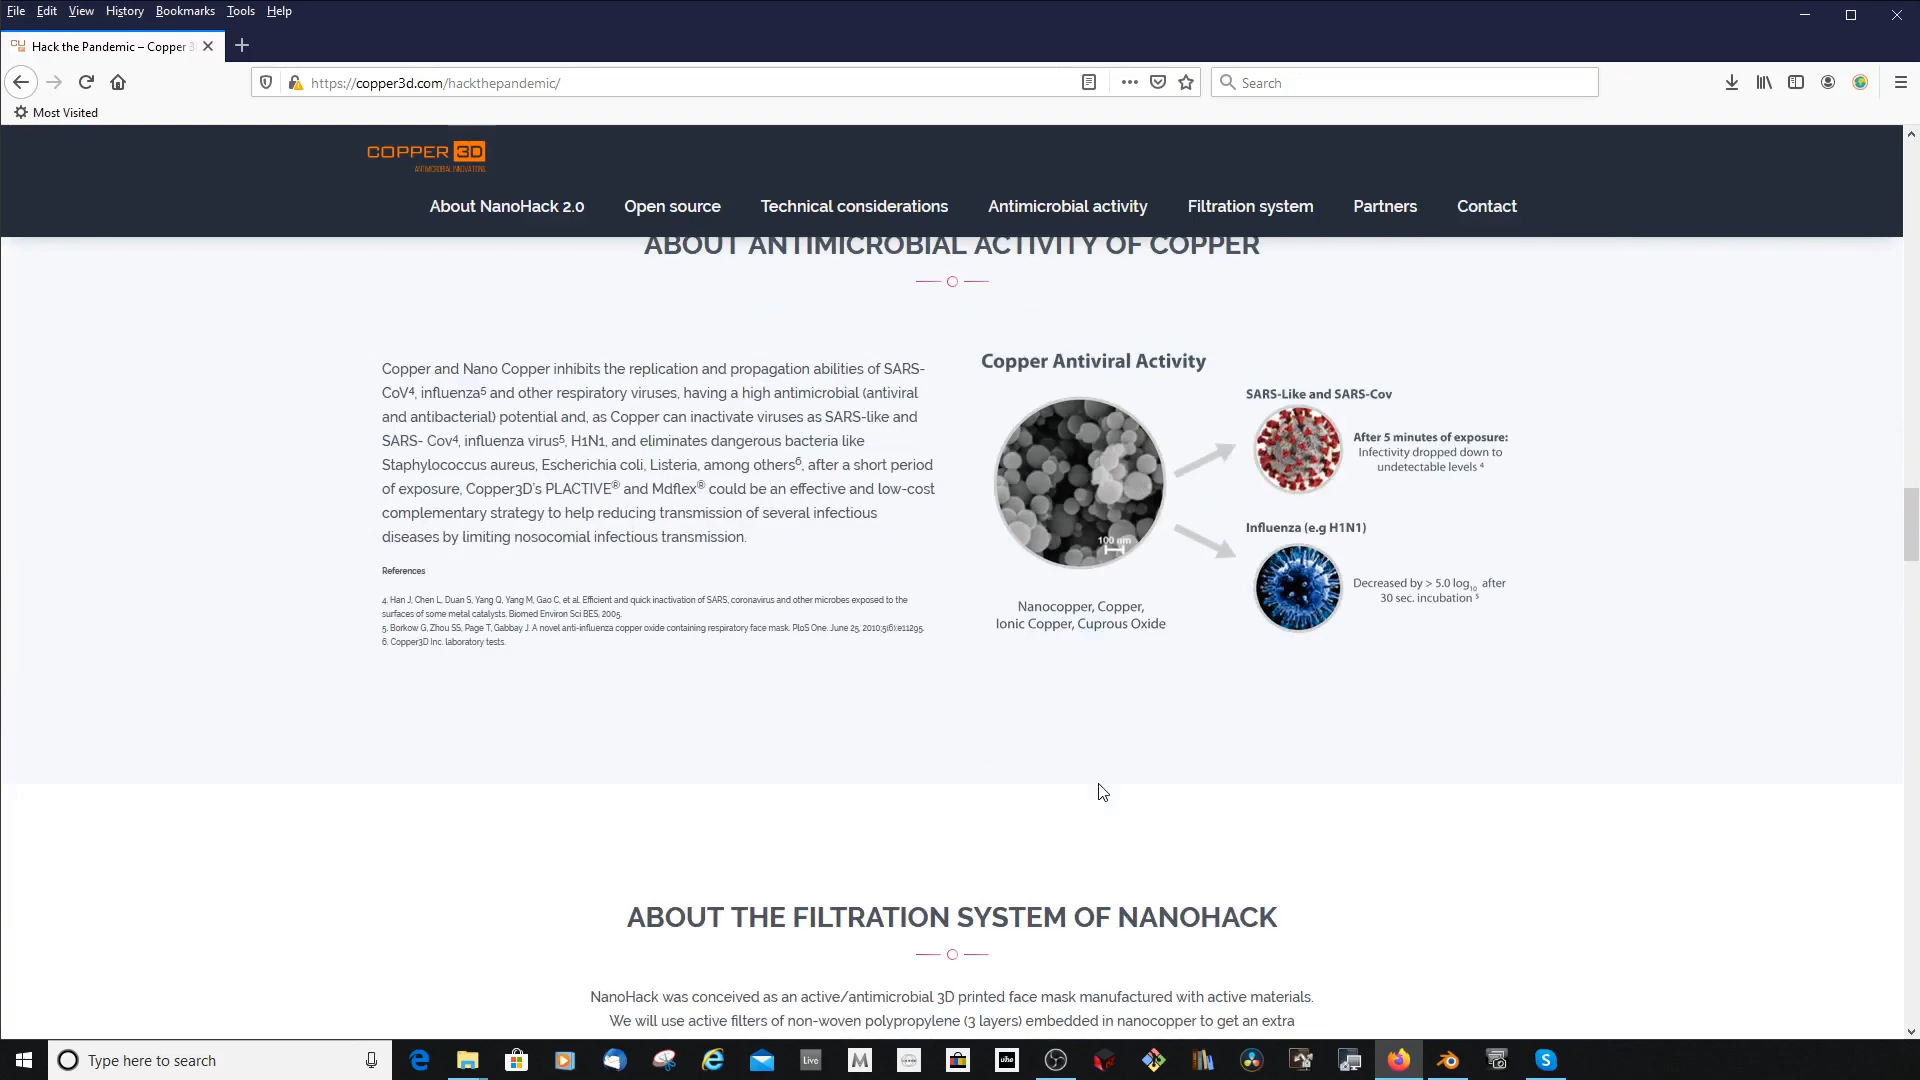 File Edit View History Bookmarks Tools Help
Hack the Pandemic – Copper 3
https://copper3d.com/hackthepandemic/
Search
Most Visited
COPPER 3D
ANTIMICROBIAL INNOVATIONS
About NanoHack 2.0 Open source Technical considerations Antimicrobial activity Filtration system Partners Contact
ABOUT ANTIMICROBIAL ACTIVITY OF COPPER
Copper and Nano Copper inhibits the replication and propagation abilities of SARS-
CoV4, influenza5 and other respiratory viruses, having a high antimicrobial (antiviral
and antibacterial) potential and, as Copper can inactivate viruses as SARS-like and
SARS- Cov4, influenza virus5, H1N1, and eliminates dangerous bacteria like
Staphylococcus aureus, Escherichia coli, Listeria, among others6, after a short period
of exposure, Copper3D's PLACTIVE® and Mdflex® could be an effective and low-cost
complementary strategy to help reducing transmission of several infectious
diseases by limiting nosocomial infectious transmission.
References
4. Han J, Chen L, Duan S, Yang Q, Yang M, Gao C, et al. Efficient and quick inactivation of SARS, coronavirus and other microbes exposed to the
surfaces of some metal catalysts. Biomed Environ Sci BES, 2005.
5. Borkow G, Zhou SS, Page T, Gabbay J. A novel anti-influenza copper oxide containing respiratory face mask. PloS One. June 25, 2010;5(6):e11295.
6. Copper3D Inc. laboratory tests.
Copper Antiviral Activity
100 nm
Nanocopper, Copper,
Ionic Copper, Cuprous Oxide
SARS-Like and SARS-Cov
After 5 minutes of exposure:
Infectivity dropped down to
undetectable levels 4
Influenza (e.g H1N1)
Decreased by > 5.0 log10 after
30 sec. incubation 5
ABOUT THE FILTRATION SYSTEM OF NANOHACK
NanoHack was conceived as an active/antimicrobial 3D printed face mask manufactured with active materials.
We will use active filters of non-woven polypropylene (3 layers) embedded in nanocopper to get an extra
Type here to search
Live
M
uhe